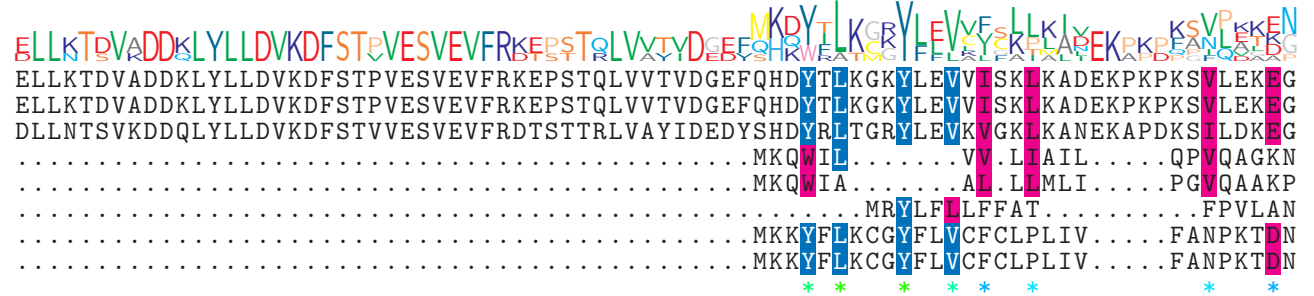 ELLKTDVADDKLYLLDVKDFSTPVESVEVFRKEPSTQLVVTVDGEFQHDYTLKGKYLEVVISKLKADEKPKPKSVLEKEG
ELLKTDVADDKLYLLDVKDFSTPVESVEVFRKEPSTQLVVTVDGEFQHDYTLKGKYLEVVISKLKADEKPKPKSVLEKEG
DLLNTSVKDDQLYLLDVKDFSTVVESVEVFRDTSTTRLVAYIDEDYSHDYRLTGRYLEVKVGKLKANEKAPDKSILDKEG
..............................................MKQWIL.......VV.LIAIL.....QPVQAGKN
..............................................MKQWIA.......AL.LLMLI.....PGVQAAKP
.....................................................MRYLFLLFFAT..........FPVLAN
..............................................MKKYFLKCGYFLVCFCLPLIV.....FANPKTDN
..............................................MKKYFLKCGYFLVCFCLPLIV.....FANPKTDN
* * * * * * * *